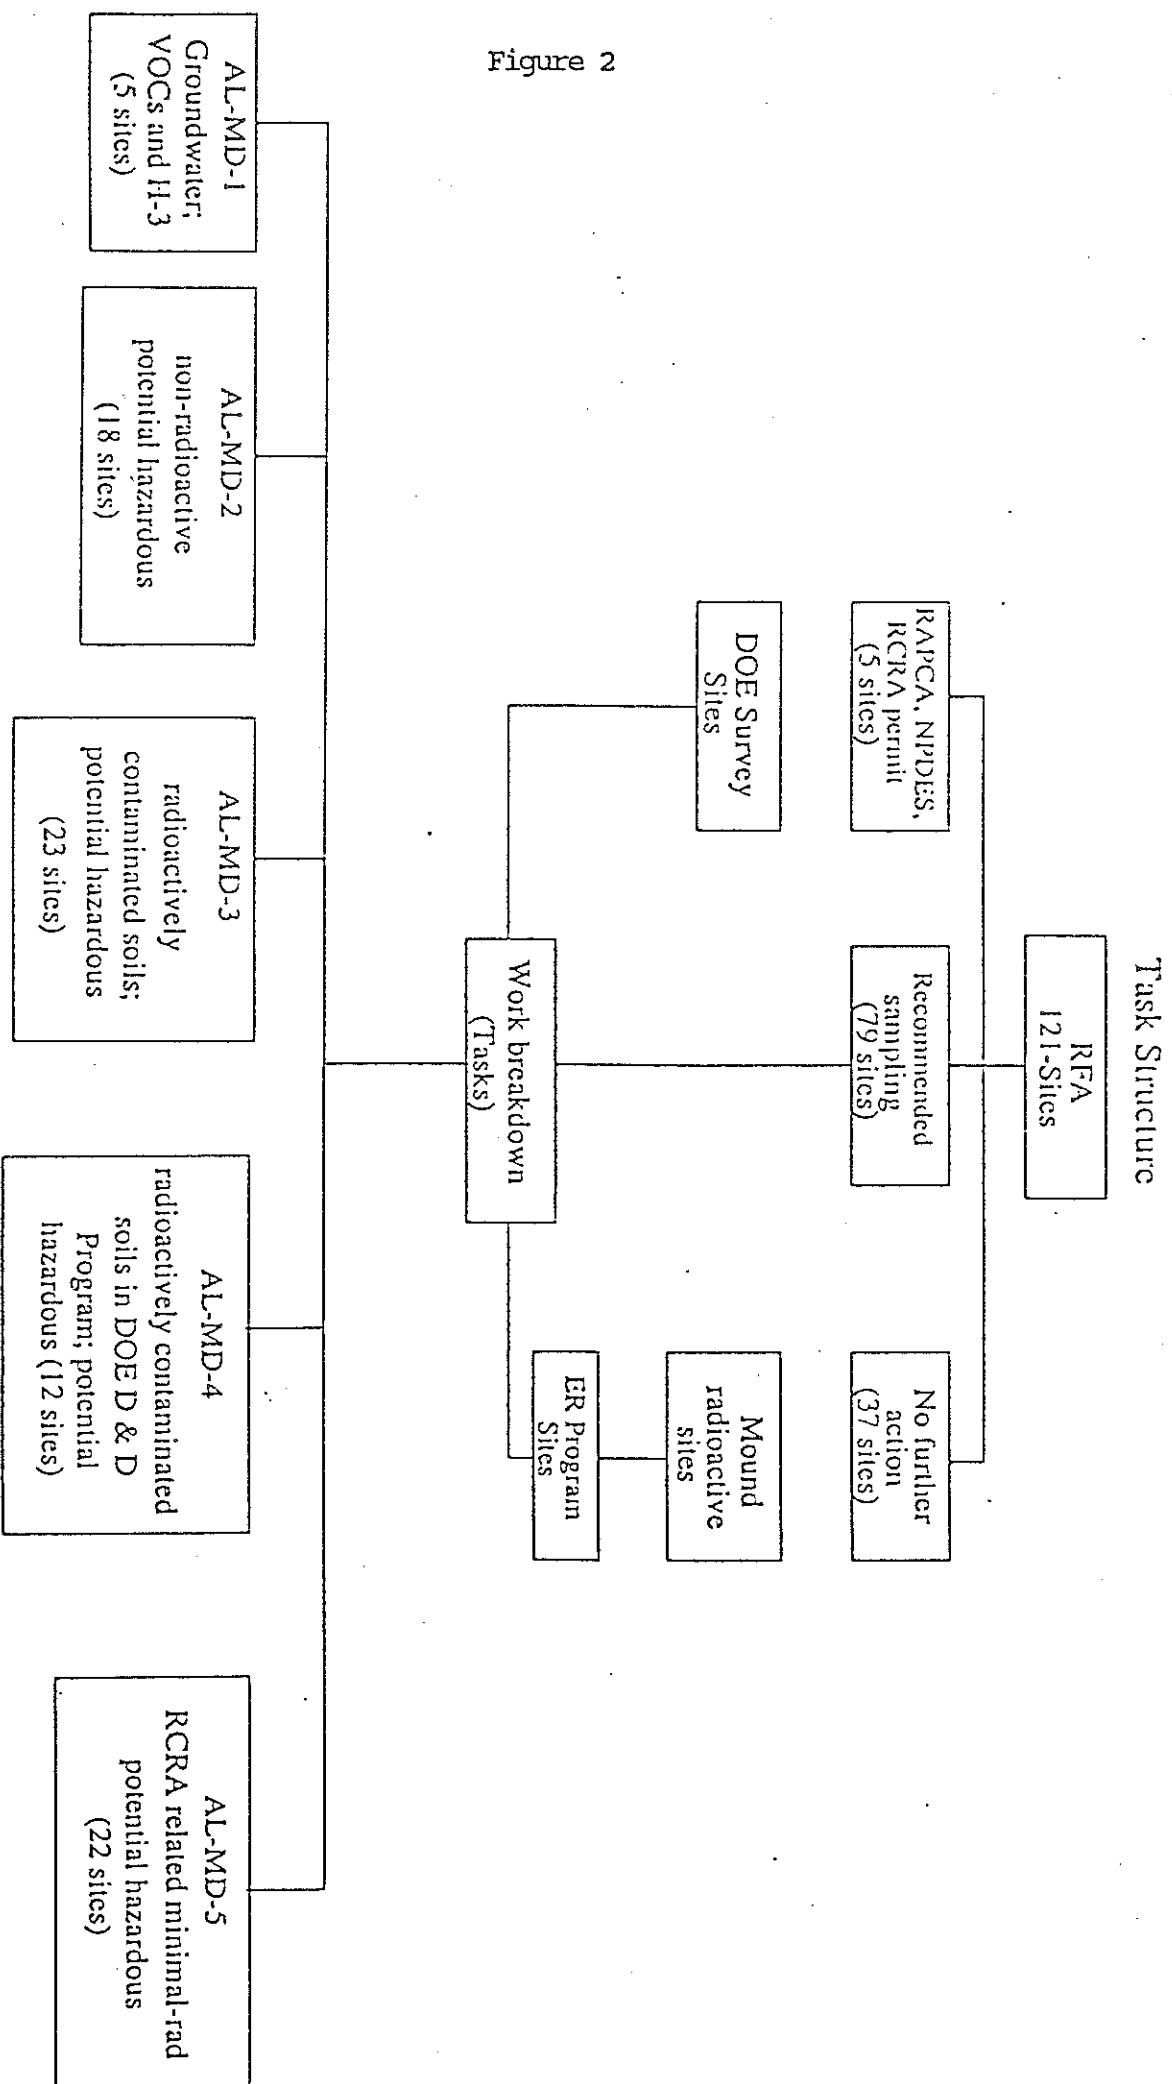 Figure 2
Task Structure
RFA
121-Sites
RAPCA, NPDES,
RCRA permit
(5 sites)
Recommended
sampling
(79 sites)
No further
action
(37 sites)
DOE Survey
Sites
Mound
radioactive
sites
ER Program
Sites
Work breakdown
(Tasks)
AL-MD-1
Groundwater;
VOCs and H-3
(5 sites)
AL-MD-2
non-radioactive
potential hazardous
(18 sites)
AL-MD-3
radioactively
contaminated soils;
potential hazardous
(23 sites)
AL-MD-4
radioactively contaminated
soils in DOE D & D
Program; potential
hazardous (12 sites)
AL-MD-5
RCRA related minimal-rad
potential hazardous
(22 sites)